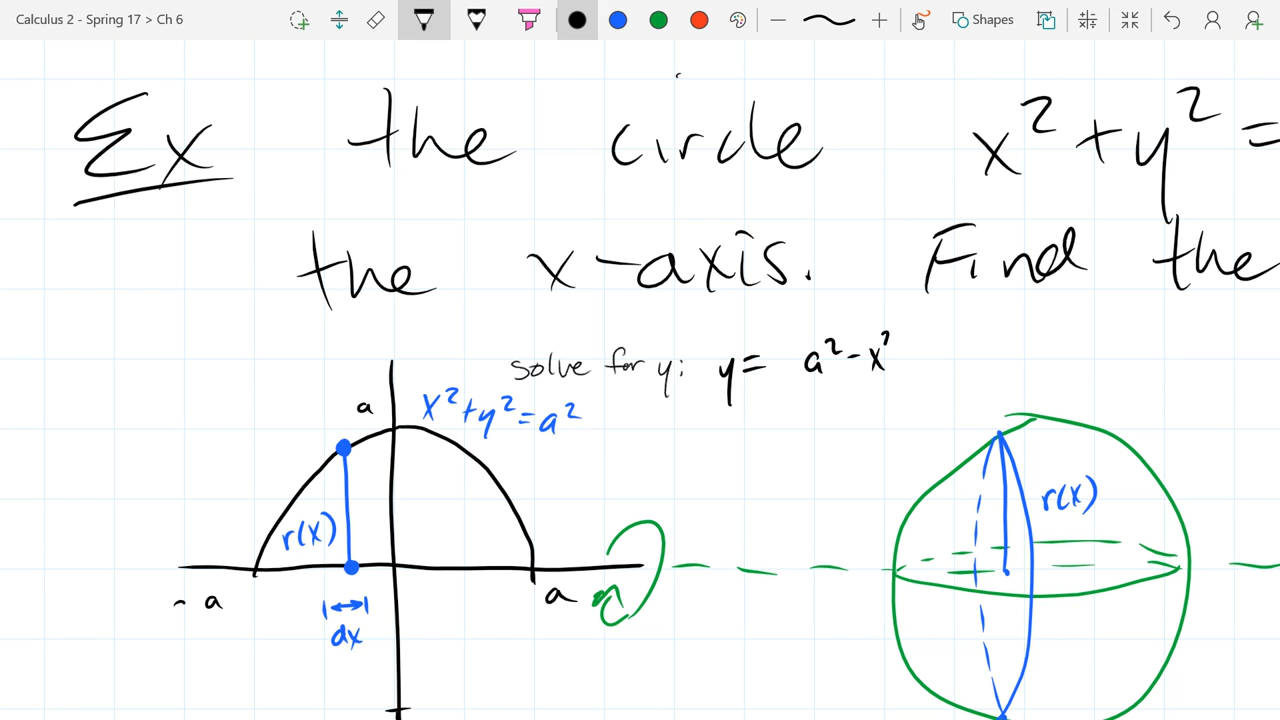 Calculus 2 - Spring 17 > Ch 6
Shapes
Ex the circle x²+y²=
the x-axis. Find the
solve for y: y= a²-x²
a
x²+y²=a²
r(x)
r(x)
-a
a
dx